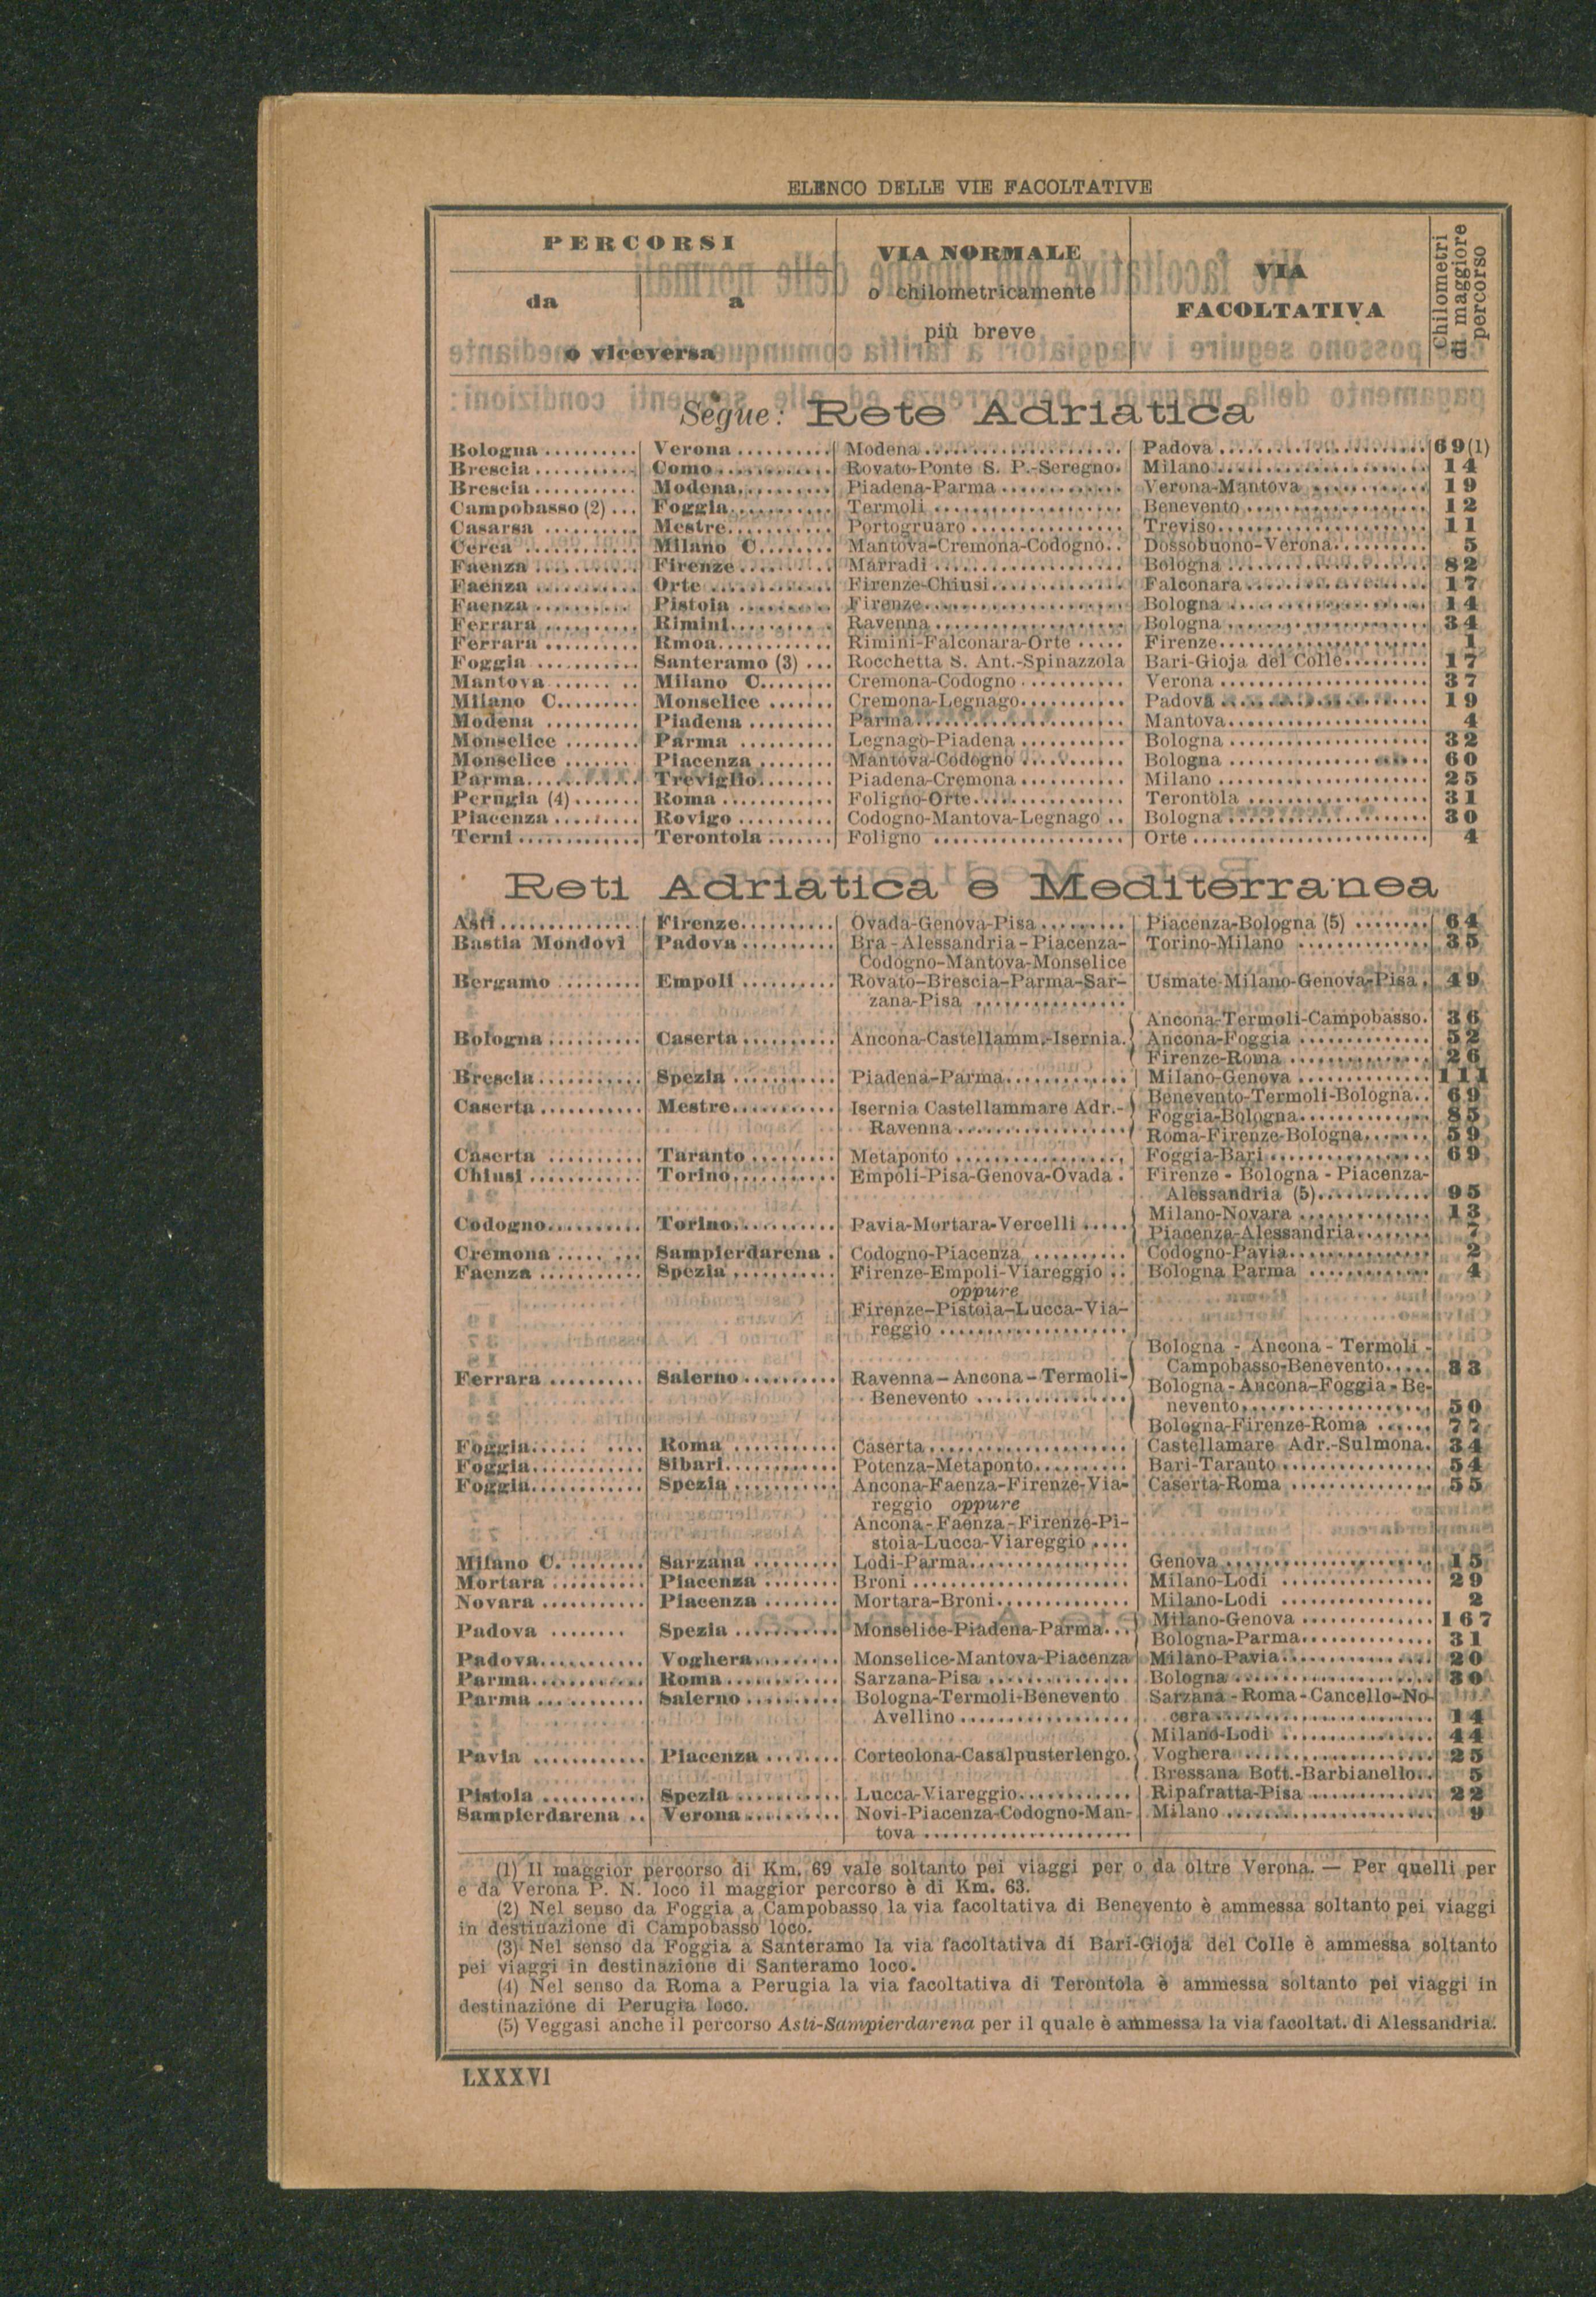 ELENCO DELLE VIE FACOLTATIVE
PERCORSI
da
a
o viceversa
VIA NORMALE
o chilometricamente
più breve
VIA
FACOLTATIVA
Chilometri
di maggiore
percorso
Segue: Rete Adriatica
Bologna .......... Verona .......... Modena ..................... Padova ...................... 69(1)
Brescia ........... Como ............ Rovato-Ponte S. P.-Seregno. Milano ...................... 14
Brescia ........... Modena .......... Piadena-Parma ............. Verona-Mantova ............ 19
Campobasso (2) ... Foggia ........... Termoli .................... Benevento ................... 12
Casarsa .......... Mestre ........... Portogruaro ................ Treviso ...................... 11
Cerea ............ Milano C. ....... Mantova-Cremona-Codogno .. Dossobuono-Verona .......... 5
Faenza ........... Firenze .......... Marradi .................... Bologna ..................... 82
Faenza ........... Orte ............. Firenze-Chiusi .............. Falconara ................... 17
Faenza .......... Pistoia .......... Firenze ..................... Bologna ..................... 14
Ferrara .......... Rimini .......... Ravenna .................... Bologna ..................... 34
Ferrara .......... Rmoa ............ Rimini-Falconara-Orte ..... Firenze ...................... 1
Foggia ........... Santeramo (3) ... Rocchetta S. Ant.-Spinazzola Bari-Gioja del Colle ......... 17
Mantova ...... .. Milano C. ....... Cremona-Codogno ........... Verona ...................... 37
Milano C. ........ Monselice ....... Cremona-Legnago ........... Padova ...................... 19
Modena .......... Piadena ......... Parma ...................... Mantova ..................... 4
Monselice ........ Parma .......... Legnago-Piadena ........... Bologna ..................... 32
Monselice ....... Piacenza ........ Mantova-Codogno ........... Bologna ..................... 60
Parma ............ Treviglio ........ Piadena-Cremona ........... Milano ...................... 25
Perugia (4) ....... Roma ............ Foligno-Orte ................ Terontola ................... 31
Piacenza ......... Rovigo .......... Codogno-Mantova-Legnago .. Bologna ..................... 30
Terni ............. Terontola ....... Foligno .................... Orte ......................... 4
Reti Adriatica e Mediterranea
Asti ............... Firenze .......... Ovada-Genova-Pisa ......... Piacenza-Bologna (5) ........ 64
Bastia Mondovì Padova .......... Bra - Alessandria - Piacenza- Torino-Milano .............. 35
Codogno-Mantova-Monselice
Bergamo ......... Empoli .......... Rovato-Brescia-Parma-Sar- Usmate-Milano-Genova-Pisa . 49
zana-Pisa ................
Ancona-Termoli-Campobasso. 36
Bologna .......... Caserta .......... Ancona-Castellamm.-Isernia. Ancona-Foggia .............. 52
Firenze-Roma ............... 26
Brescia ........... Spezia ........... Piadena-Parma ............. Milano-Genova .............. 111
Benevento-Termoli-Bologna .. 69
Caserta ........... Mestre ........... Isernia Castellammare Adr.- Foggia-Bologna .............. 85
Ravenna .................. Roma-Firenze-Bologna ....... 59
Caserta .......... Taranto ......... Metaponto .................. Foggia-Bari ................. 69
Chiusi ............ Torino ........... Empoli-Pisa-Genova-Ovada . Firenze - Bologna - Piacenza-
Alessandria (5) ............ 95
Milano-Novara .............. 13
Codogno .......... Torino ........... Pavia-Mortara-Vercelli ..... Piacenza-Alessandria ........ 7
Cremona ..... ... Sampierdarena . Codogno-Piacenza .......... Codogno-Pavia ............... 2
Faenza ........... Spezia ........... Firenze-Empoli-Viareggio .. Bologna Parma ............. 4
oppure
Firenze-Pistoia-Lucca-Via-
reggio ....................
Bologna - Ancona - Termoli -
Campobasso-Benevento ..... 33
Ferrara .......... Salerno .......... Ravenna - Ancona - Termoli- Bologna - Ancona-Foggia - Be-
Benevento ................ nevento .................... 50
Bologna-Firenze-Roma ...... 77
Foggia ...... .... Roma ........... Caserta ..................... Castellamare Adr.-Sulmona. 34
Foggia ............ Sibari ............ Potenza-Metaponto .......... Bari-Taranto ................ 54
Foggia ............ Spezia ........... Ancona-Faenza-Firenze-Via- Caserta-Roma ............... 55
reggio oppure
Ancona - Faenza - Firenze-Pi-
stoia-Lucca-Viareggio ....
Milano C. ......... Sarzana ......... Lodi-Parma ................. Genova ...................... 15
Mortara .......... Piacenza ........ Broni ....................... Milano-Lodi ................ 29
Novara ........... Piacenza ........ Mortara-Broni .............. Milano-Lodi ................ 2
Milano-Genova .............. 167
Padova ........ Spezia ........... Monselice-Piadena-Parma ... Bologna-Parma .............. 31
Padova ........... Voghera ......... Monselice-Mantova-Piacenza Milano-Pavia ................ 20
Parma ............ Roma ............ Sarzana-Pisa ............... Bologna ..................... 30
Parma ........... Salerno .......... Bologna-Termoli-Benevento Sarzana - Roma - Cancello-No-
Avellino .................. cera ....................... 14
Milano-Lodi ................ 44
Pavia ............ Piacenza ........ Corteolona-Casalpusterlengo. Voghera .................... 25
Bressana Bott.-Barbianello .. 5
Pistoia ........... Spezia ........... Lucca-Viareggio ............ Ripafratta-Pisa ............. 22
Sampierdarena .. Verona .......... Novi-Piacenza-Codogno-Man- Milano ...................... 9
tova ......................
(1) Il maggior percorso di Km. 69 vale soltanto pei viaggi per o da oltre Verona. — Per quelli per
e da Verona P. N. loco il maggior percorso è di Km. 63.
(2) Nel senso da Foggia a Campobasso la via facoltativa di Benevento è ammessa soltanto pei viaggi
in destinazione di Campobasso loco.
(3) Nel senso da Foggia a Santeramo la via facoltativa di Bari-Gioja del Colle è ammessa soltanto
pei viaggi in destinazione di Santeramo loco.
(4) Nel senso da Roma a Perugia la via facoltativa di Terontola è ammessa soltanto pei viaggi in
destinazione di Perugia loco.
(5) Veggasi anche il percorso Asti-Sampierdarena per il quale è ammessa la via facoltat. di Alessandria.
LXXXVI